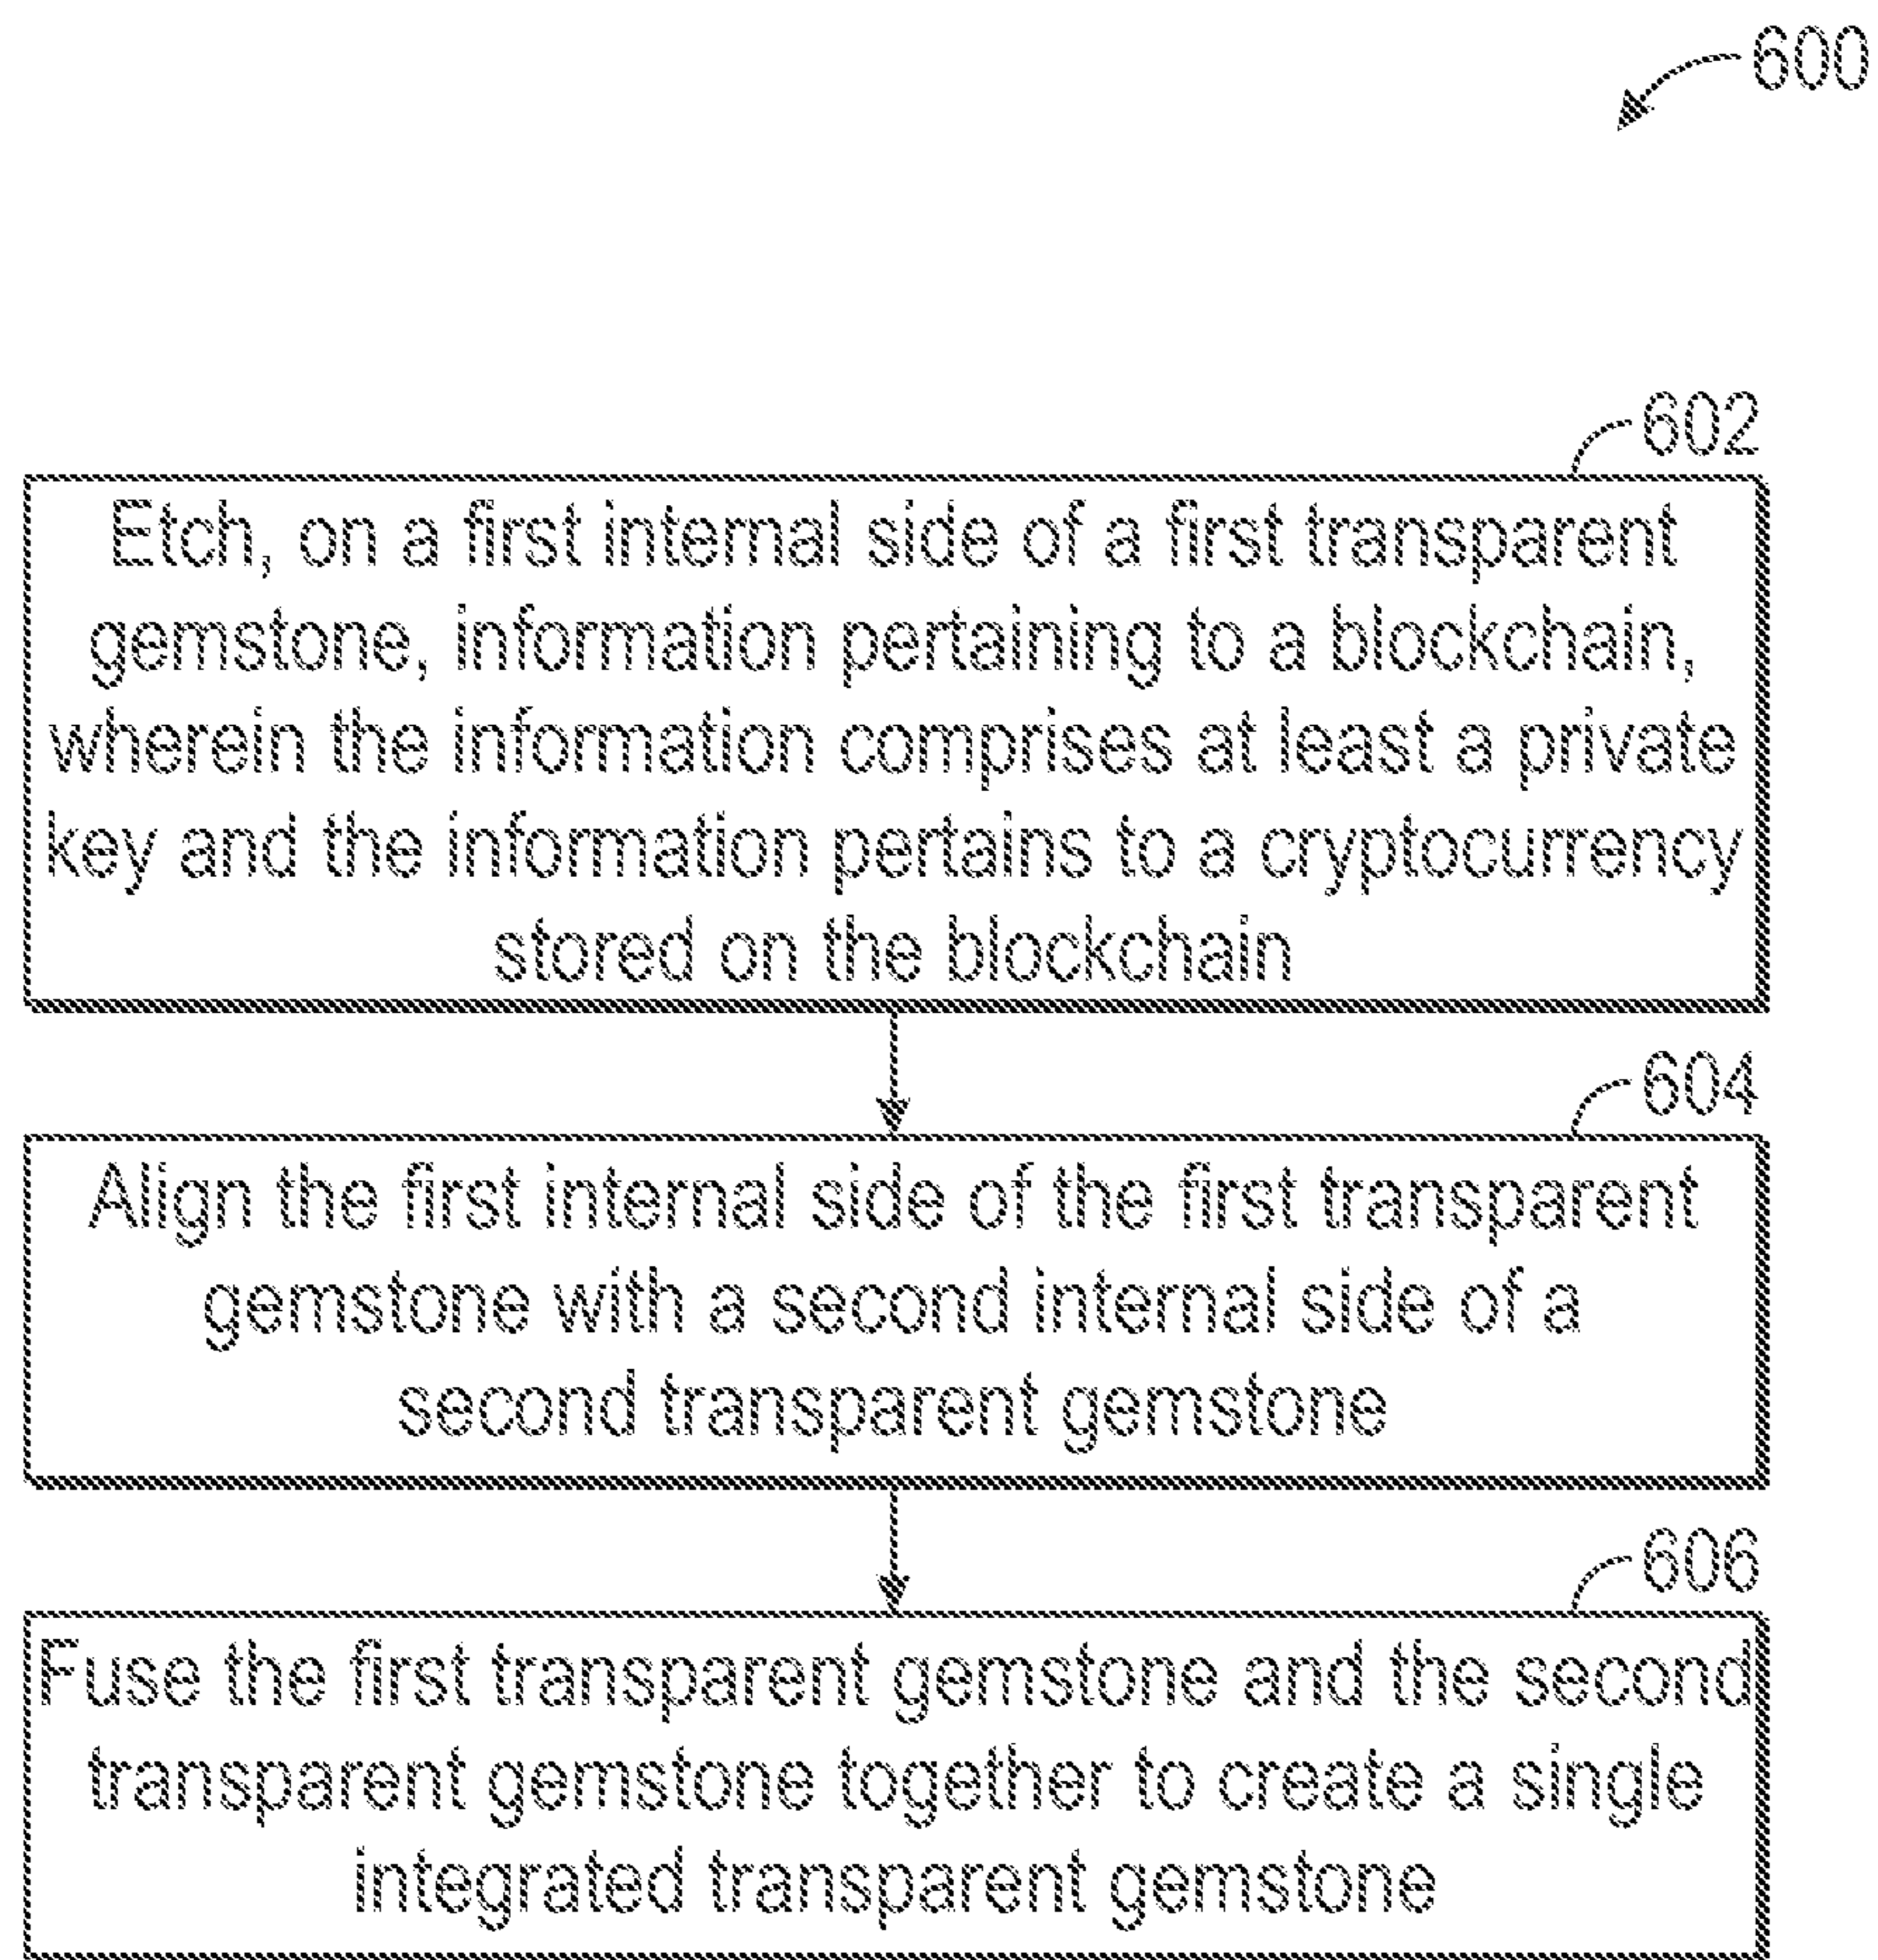 600
602
Etch, on a first internal side of a first transparent
gemstone, information pertaining to a blockchain,
wherein the information comprises at least a private
key and the information pertains to a cryptocurrency
stored on the blockchain
604
Align the first internal side of the first transparent
gemstone with a second internal side of a
second transparent gemstone
606
Fuse the first transparent gemstone and the second
transparent gemstone together to create a single
integrated transparent gemstone